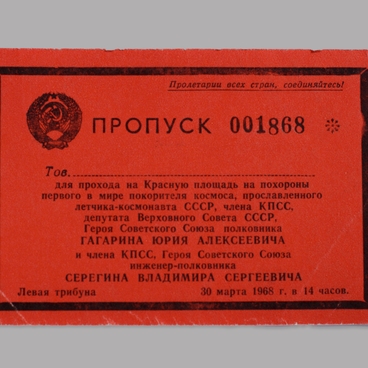 Пролетарии всех стран, соединяйтесь!
ПРОПУСК 001868 ※
Тов.
для прохода на Красную площадь на похороны
первого в мире покорителя космоса, прославленного
летчика-космонавта СССР, члена КПСС,
депутата Верховного Совета СССР,
Героя Советского Союза полковника
ГАГАРИНА ЮРИЯ АЛЕКСЕЕВИЧА
и члена КПСС, Героя Советского Союза
инженер-полковника
СЕРЕГИНА ВЛАДИМИРА СЕРГЕЕВИЧА
Левая трибуна 30 марта 1968 г. в 14 часов.